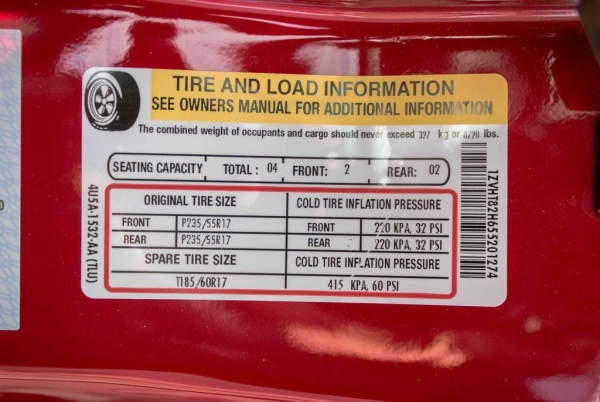 TIRE AND LOAD INFORMATION
SEE OWNERS MANUAL FOR ADDITIONAL INFORMATION
The combined weight of occupants and cargo should never exceed 327 kg or 0720 lbs.
SEATING CAPACITY TOTAL : 04 FRONT: 2 REAR: 02
ORIGINAL TIRE SIZE COLD TIRE INFLATION PRESSURE
FRONT P235/55R17 FRONT 220 KPA, 32 PSI
REAR P235/55R17 REAR 220 KPA, 32 PSI
SPARE TIRE SIZE COLD TIRE INFLATION PRESSURE
T185/60R17 415 KPA, 60 PSI
4U5A-1532-AA (TLU)
1ZVHT82H655201274
D